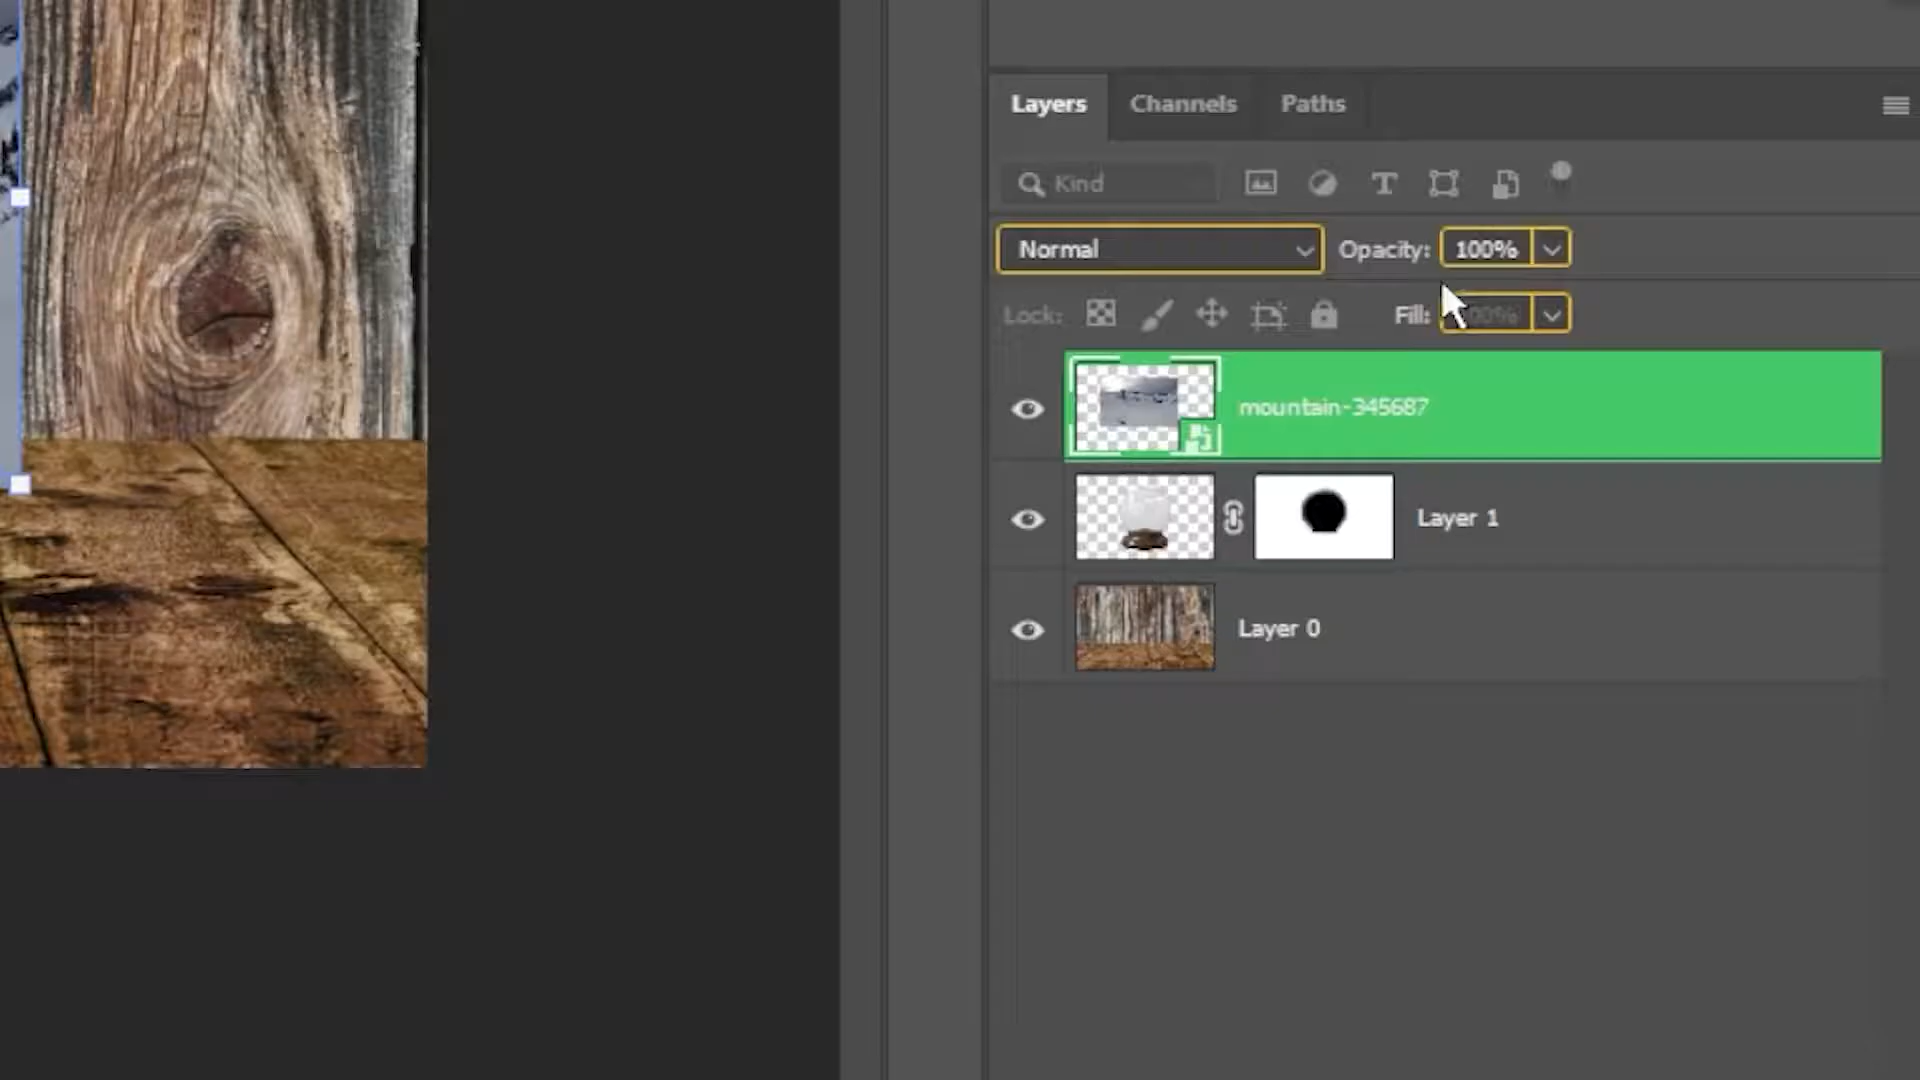 Layers Channels Paths
Kind
Normal Opacity: 100%
Lock: Fill:
mountain-345687
Layer 1
Layer 0